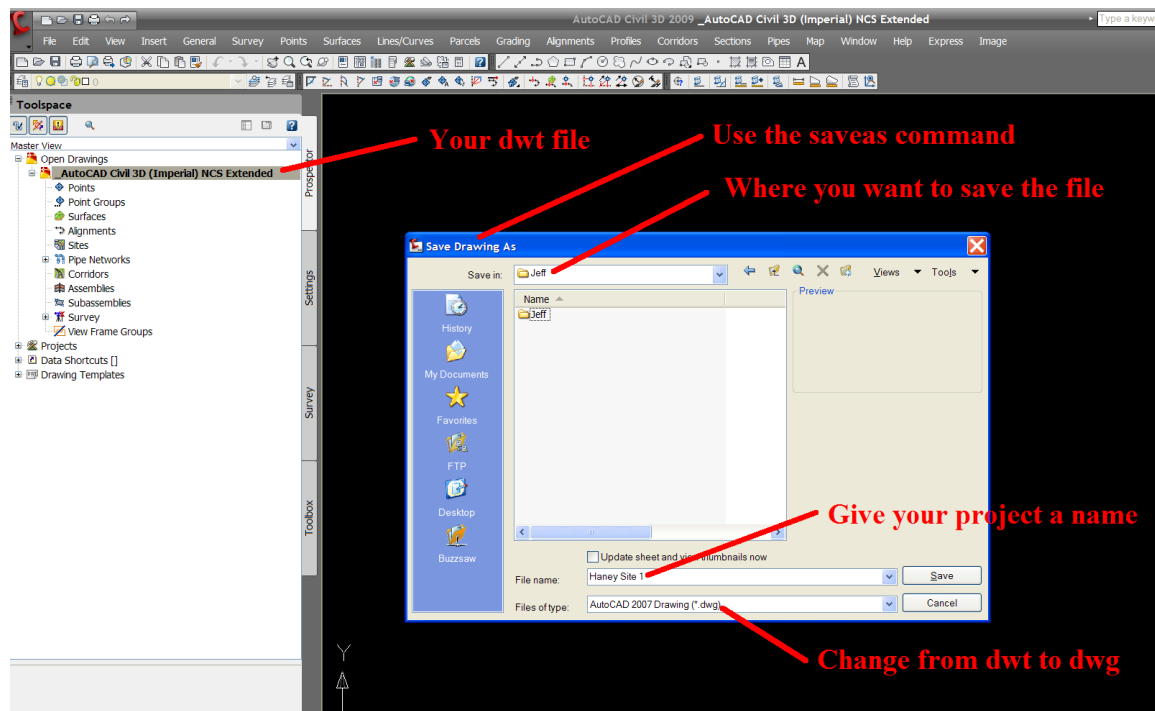 AutoCAD Civil 3D 2009 _AutoCAD Civil 3D (Imperial) NCS Extended
Type a keyw
File Edit View Insert General Survey Points Surfaces Lines/Curves Parcels Grading Alignments Profiles Corridors Sections Pipes Map Window Help Express Image
0
Toolspace
Master View
Open Drawings
_AutoCAD Civil 3D (Imperial) NCS Extended
Points
Point Groups
Surfaces
Alignments
Sites
Pipe Networks
Corridors
Assemblies
Subassemblies
Survey
View Frame Groups
Projects
Data Shortcuts []
Drawing Templates
Prospector
Settings
Survey
Toolbox
Your dwt file
Use the saveas command
Where you want to save the file
Save Drawing As
Save in:
Jeff
Views
Tools
Name
Preview
Jeff
History
My Documents
Favorites
FTP
Desktop
Buzzsaw
Give your project a name
Update sheet and view thumbnails now
File name:
Haney Site 1
Save
Files of type:
AutoCAD 2007 Drawing (*.dwg)
Cancel
Change from dwt to dwg
Y